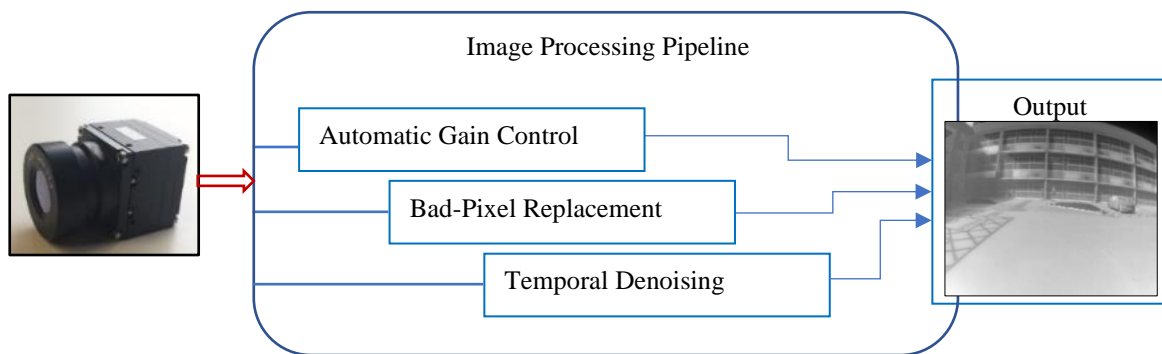 Image Processing Pipeline
Output
Automatic Gain Control
Bad-Pixel Replacement
Temporal Denoising